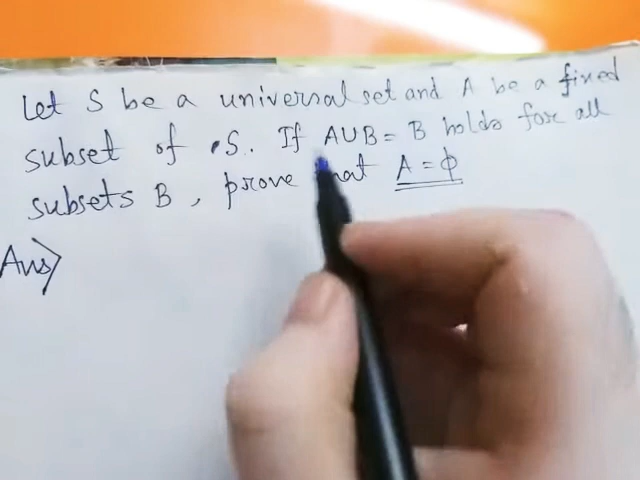 Let S be a universal set and A be a fixed
subset of S. If A∪B = B holds for all
subsets B, prove that A = ϕ
Ans>